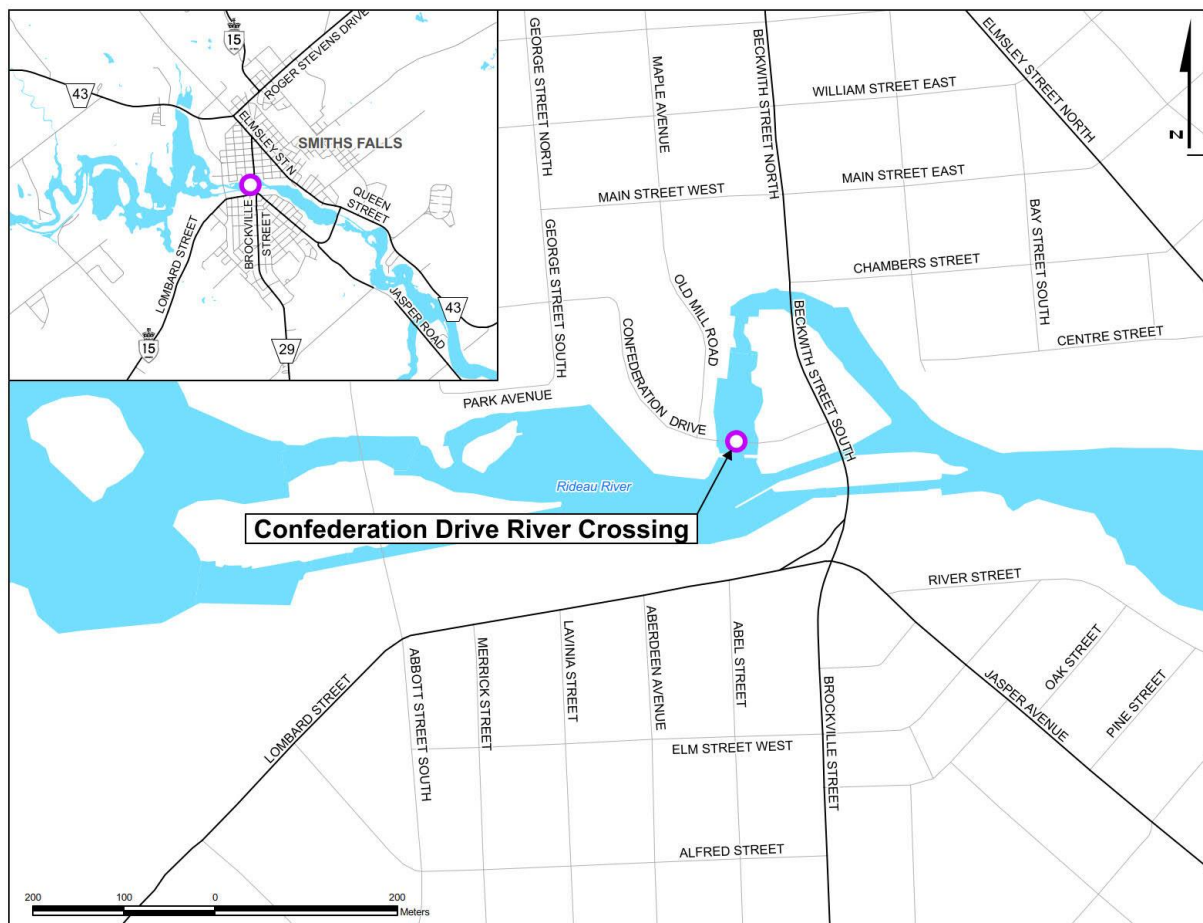 15
ROGER STEVENS DRIVE
43
ELMSLEY ST N
SMITHS FALLS
QUEEN
STREET
LOMBARD STREET
BROCKVILLE
STREET
JASPER ROAD
43
15
29
GEORGE STREET NORTH
MAPLE AVENUE
BECKWITH STREET NORTH
ELMSLEY STREET NORTH
WILLIAM STREET EAST
N
MAIN STREET WEST
MAIN STREET EAST
GEORGE STREET SOUTH
OLD MILL ROAD
CHAMBERS STREET
BAY STREET SOUTH
CENTRE STREET
CONFEDERATION DRIVE
BECKWITH STREET SOUTH
PARK AVENUE
Rideau River
Confederation Drive River Crossing
RIVER STREET
ABBOTT STREET SOUTH
MERRICK STREET
LAVINIA STREET
ABERDEEN AVENUE
ABEL STREET
BROCKVILLE STREET
JASPER AVENUE
OAK STREET
PINE STREET
LOMBARD STREET
ELM STREET WEST
ALFRED STREET
200 100 0 200
Meters